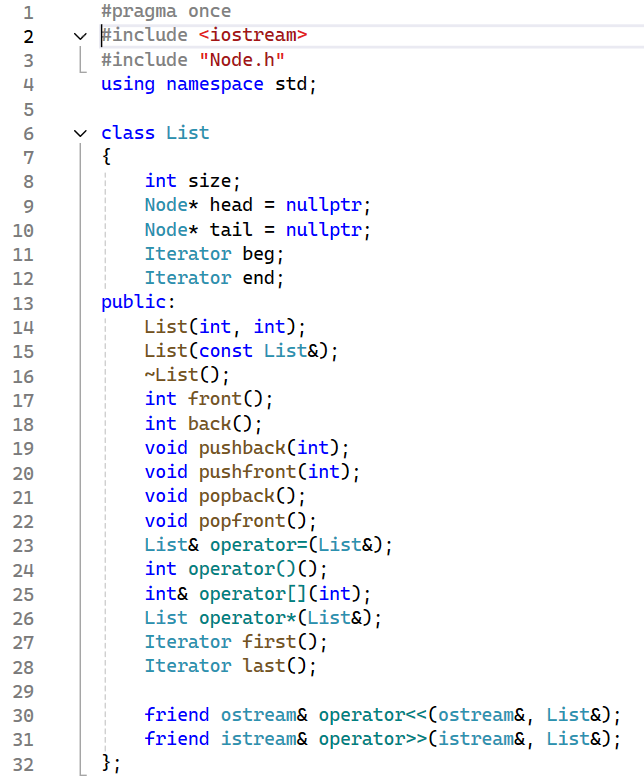 1 #pragma once
2 #include <iostream>
3 #include "Node.h"
4 using namespace std;
5
6 class List
7 {
8 int size;
9 Node* head = nullptr;
10 Node* tail = nullptr;
11 Iterator beg;
12 Iterator end;
13 public:
14 List(int, int);
15 List(const List&);
16 ~List();
17 int front();
18 int back();
19 void pushback(int);
20 void pushfront(int);
21 void popback();
22 void popfront();
23 List& operator=(List&);
24 int operator()();
25 int& operator[](int);
26 List operator*(List&);
27 Iterator first();
28 Iterator last();
29
30 friend ostream& operator<<(ostream&, List&);
31 friend istream& operator>>(istream&, List&);
32 };